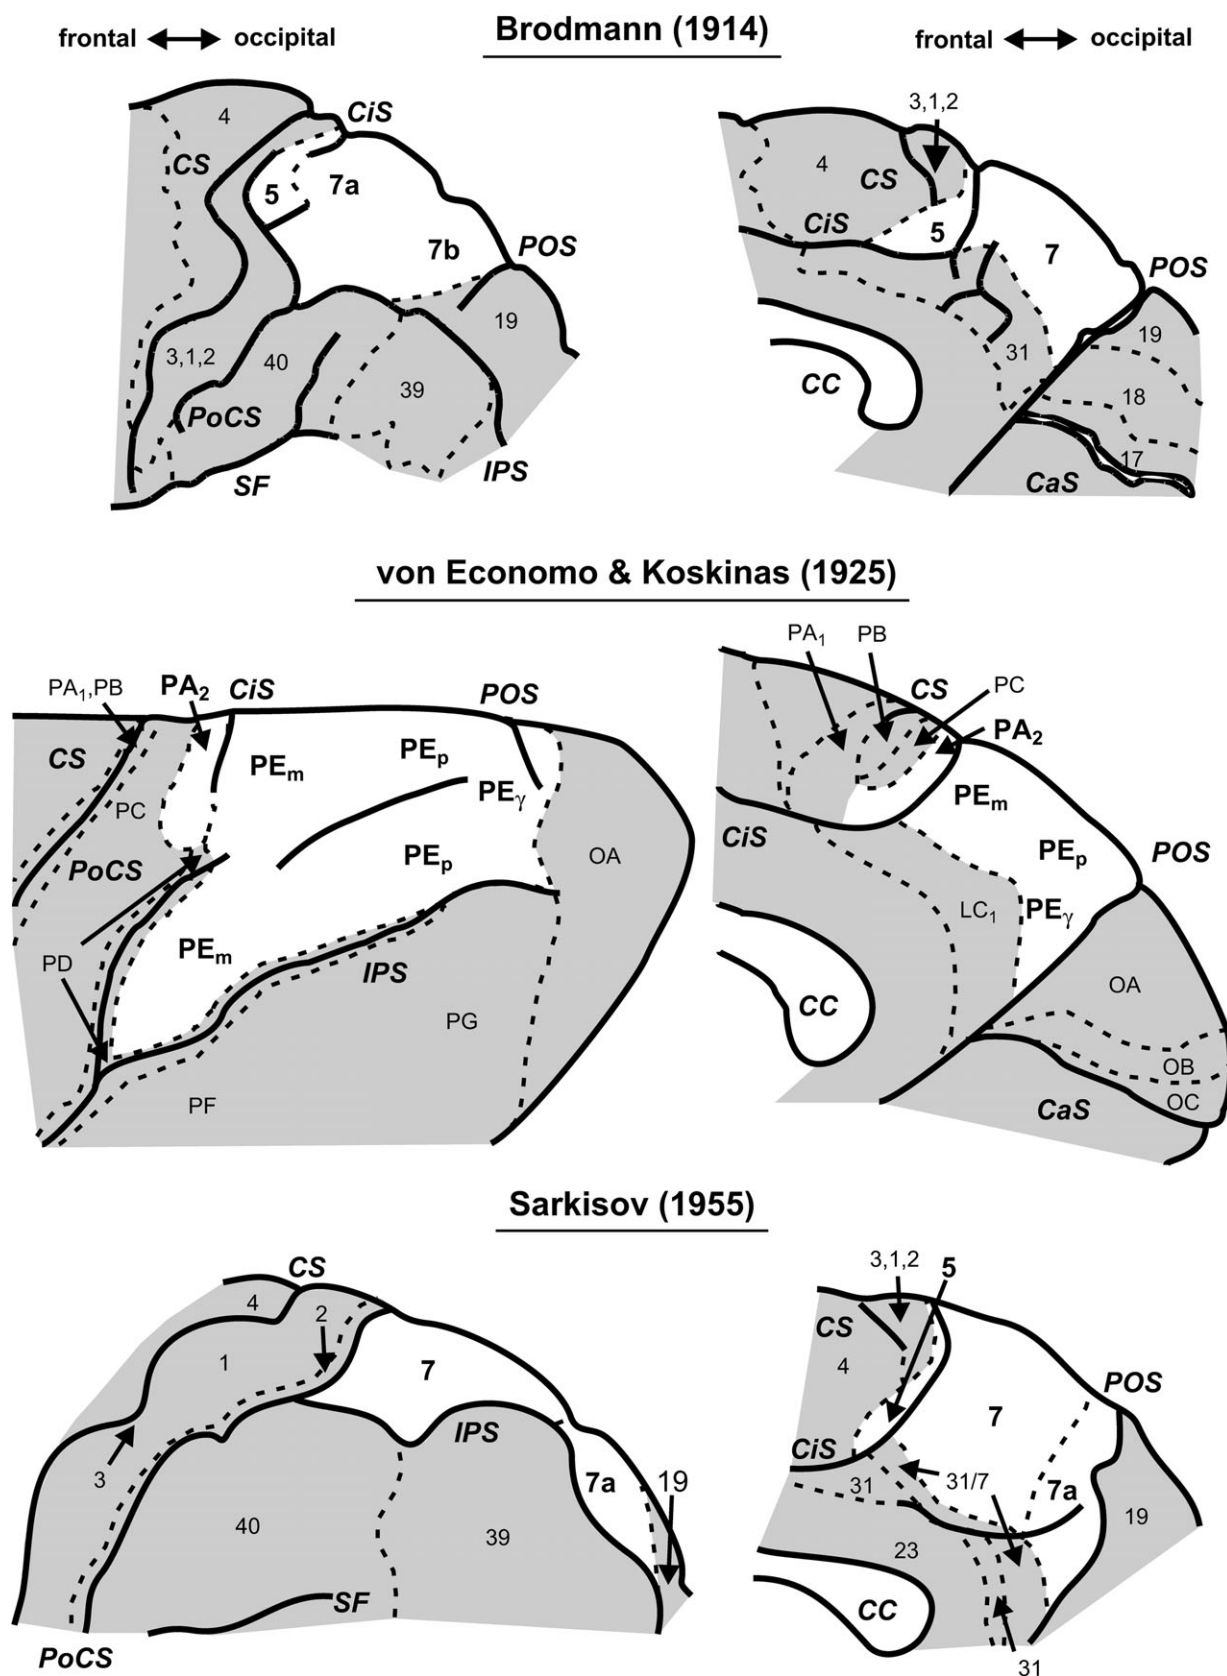 Brodmann (1914)
frontal ↔ occipital
frontal ↔ occipital
4
CiS
CS
5
7a
7b
POS
19
3,1,2
40
39
PoCS
SF
IPS
3,1,2
4
CS
CiS
5
7
POS
19
31
CC
18
17
CaS
von Economo & Koskinas (1925)
PA₁,PB
PA₂
CiS
POS
CS
PEₘ
PEₚ
PEᵧ
PC
PoCS
PEₚ
OA
PD
PEₘ
IPS
PG
PF
PA₁
PB
CS
PC
PA₂
PEₘ
CiS
PEₚ
POS
LC₁
PEᵧ
CC
OA
OB
OC
CaS
Sarkisov (1955)
CS
4
2
1
7
IPS
3
7a
19
40
39
SF
PoCS
3,1,2
5
CS
4
POS
7
CiS
31
31/7
7a
19
23
CC
31